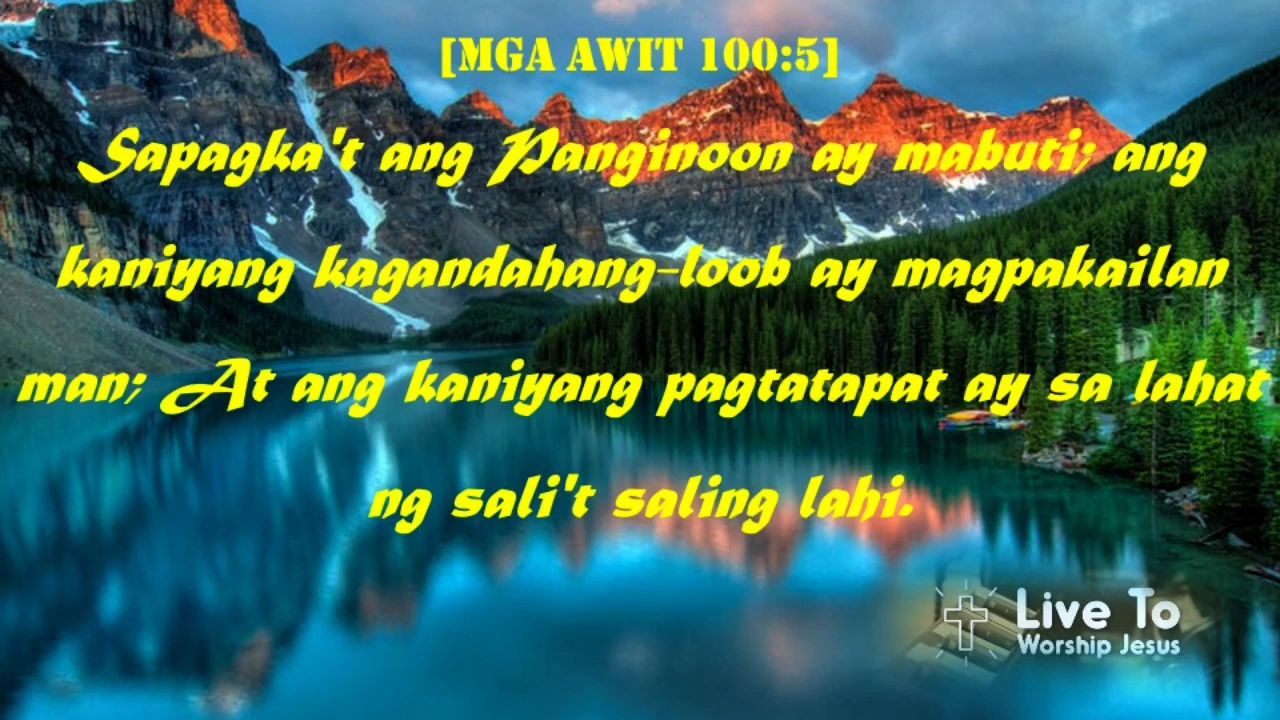 [MGA AWIT 100:5]
Sapagka't ang Panginoon ay mabuti; ang
kaniyang kagandahang-loob ay magpakailan
man; At ang kaniyang pagtatapat ay sa lahat
ng sali't saling lahi.
Live To
Worship Jesus